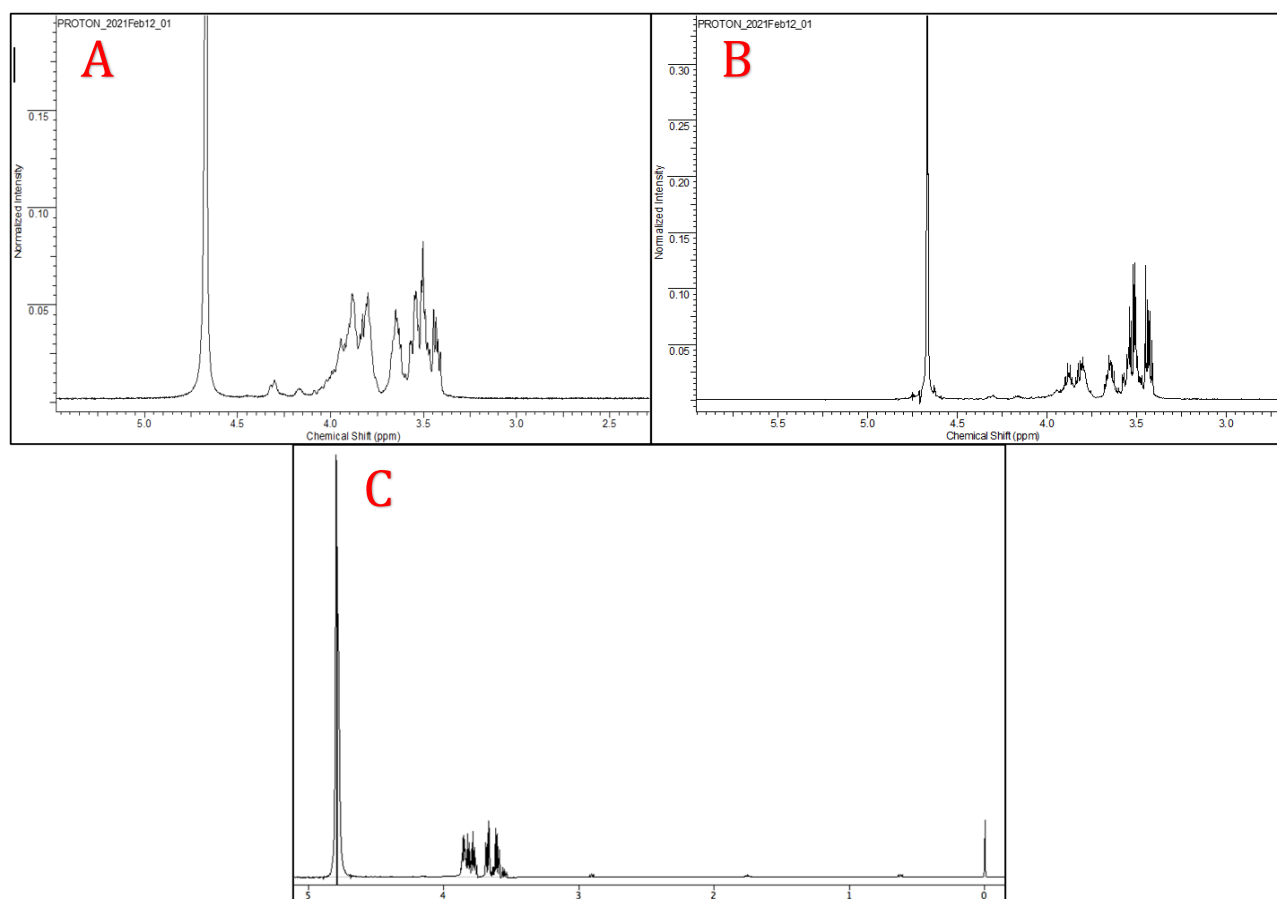 PROTON_2021Feb12_01
A
0.15
0.10
0.05
Normalized Intensity
5.0 4.5 4.0 3.5 3.0 2.5
Chemical Shift (ppm)
PROTON_2021Feb12_01
B
0.30
0.25
0.20
0.15
0.10
0.05
Normalized Intensity
5.5 5.0 4.5 4.0 3.5 3.0
Chemical Shift (ppm)
C
5 4 3 2 1 0